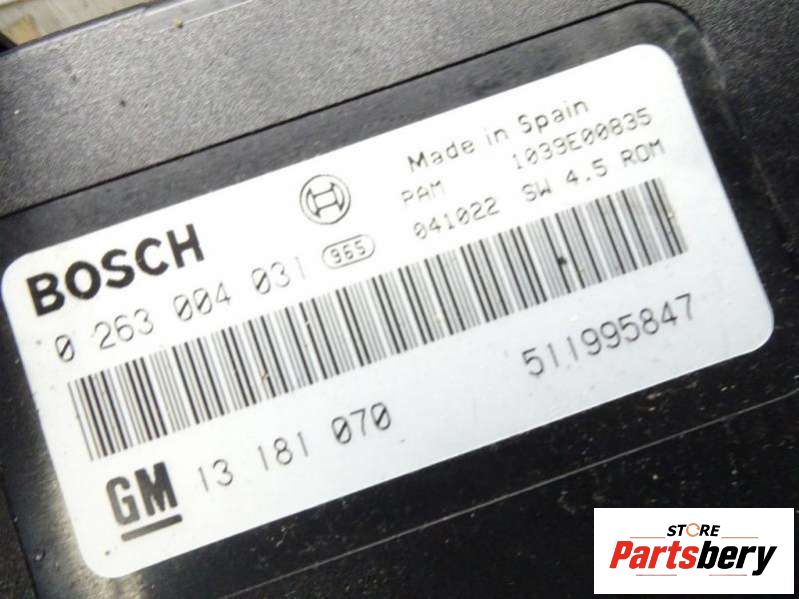 Made in Spain
PAM 1039E00835
041022 SW 4.5 ROM
BOSCH
0 263 004 031 965
511995847
GM 13 181 070
STORE
Partsbery